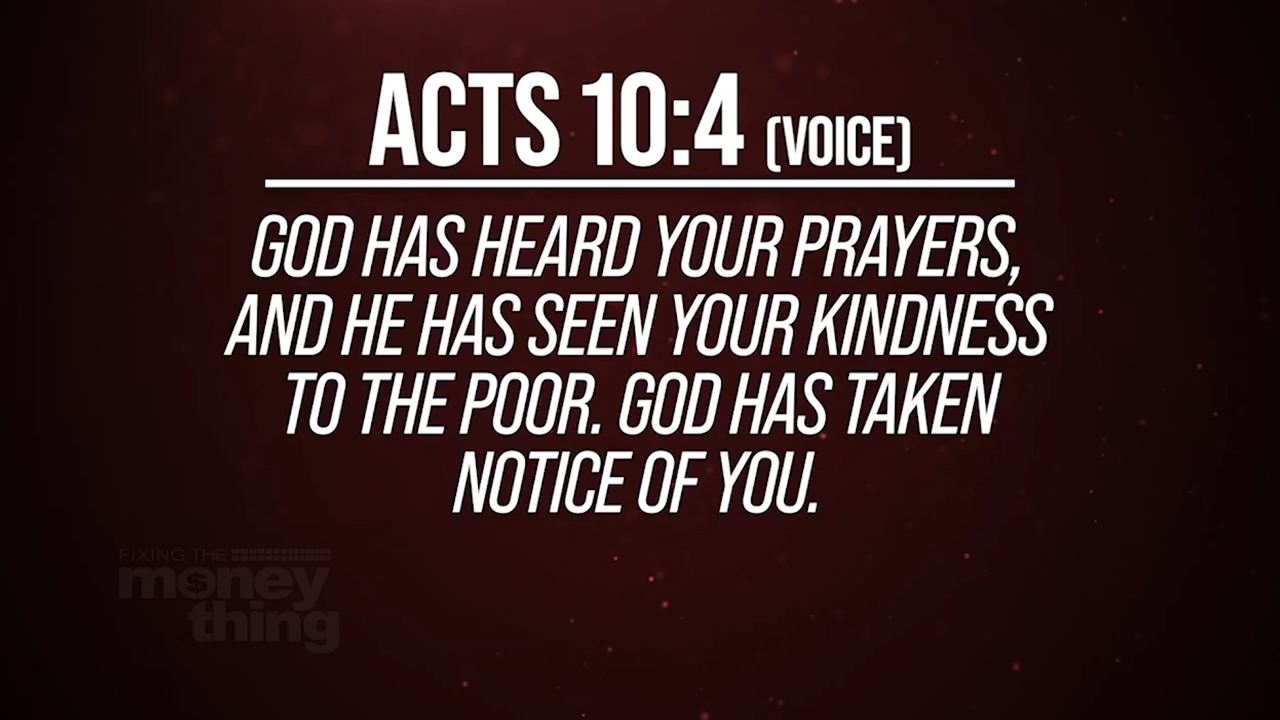 ACTS 10:4 (VOICE)
GOD HAS HEARD YOUR PRAYERS,
AND HE HAS SEEN YOUR KINDNESS
TO THE POOR. GOD HAS TAKEN
NOTICE OF YOU.
FIXING THE
money
thing